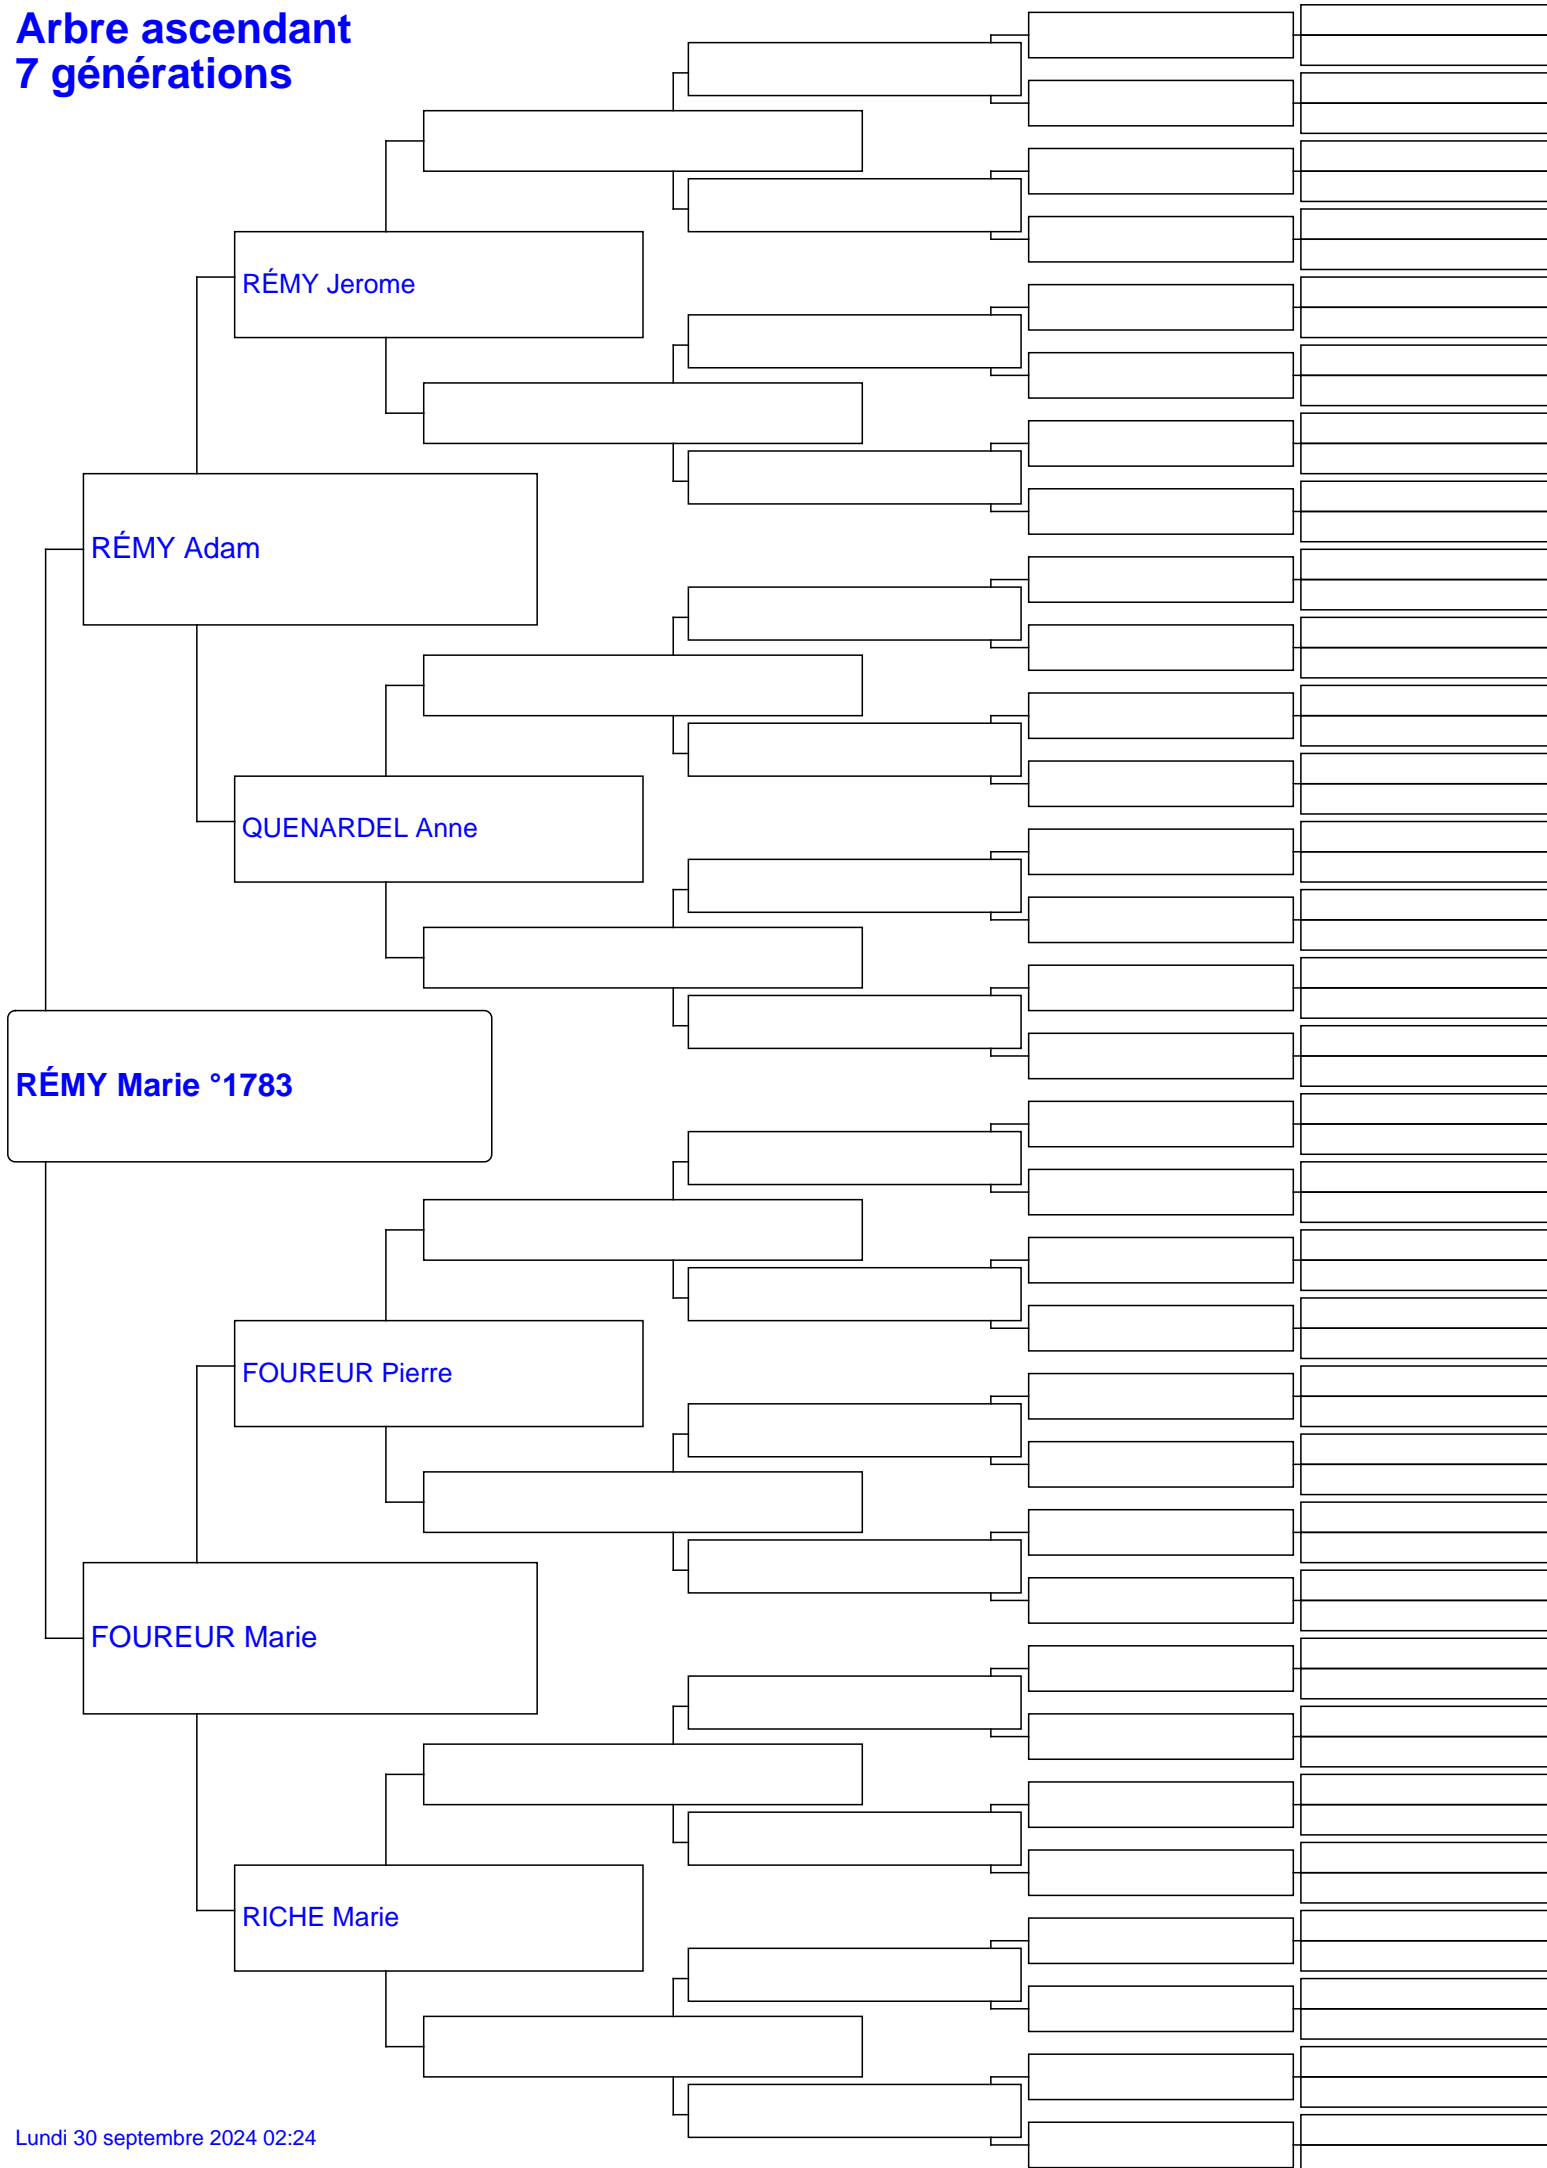 Arbre ascendant
7 générations
RÉMY Jerome
RÉMY Adam
QUENARDEL Anne
RÉMY Marie °1783
FOUREUR Pierre
FOUREUR Marie
RICHE Marie
Lundi 30 septembre 2024 02:24